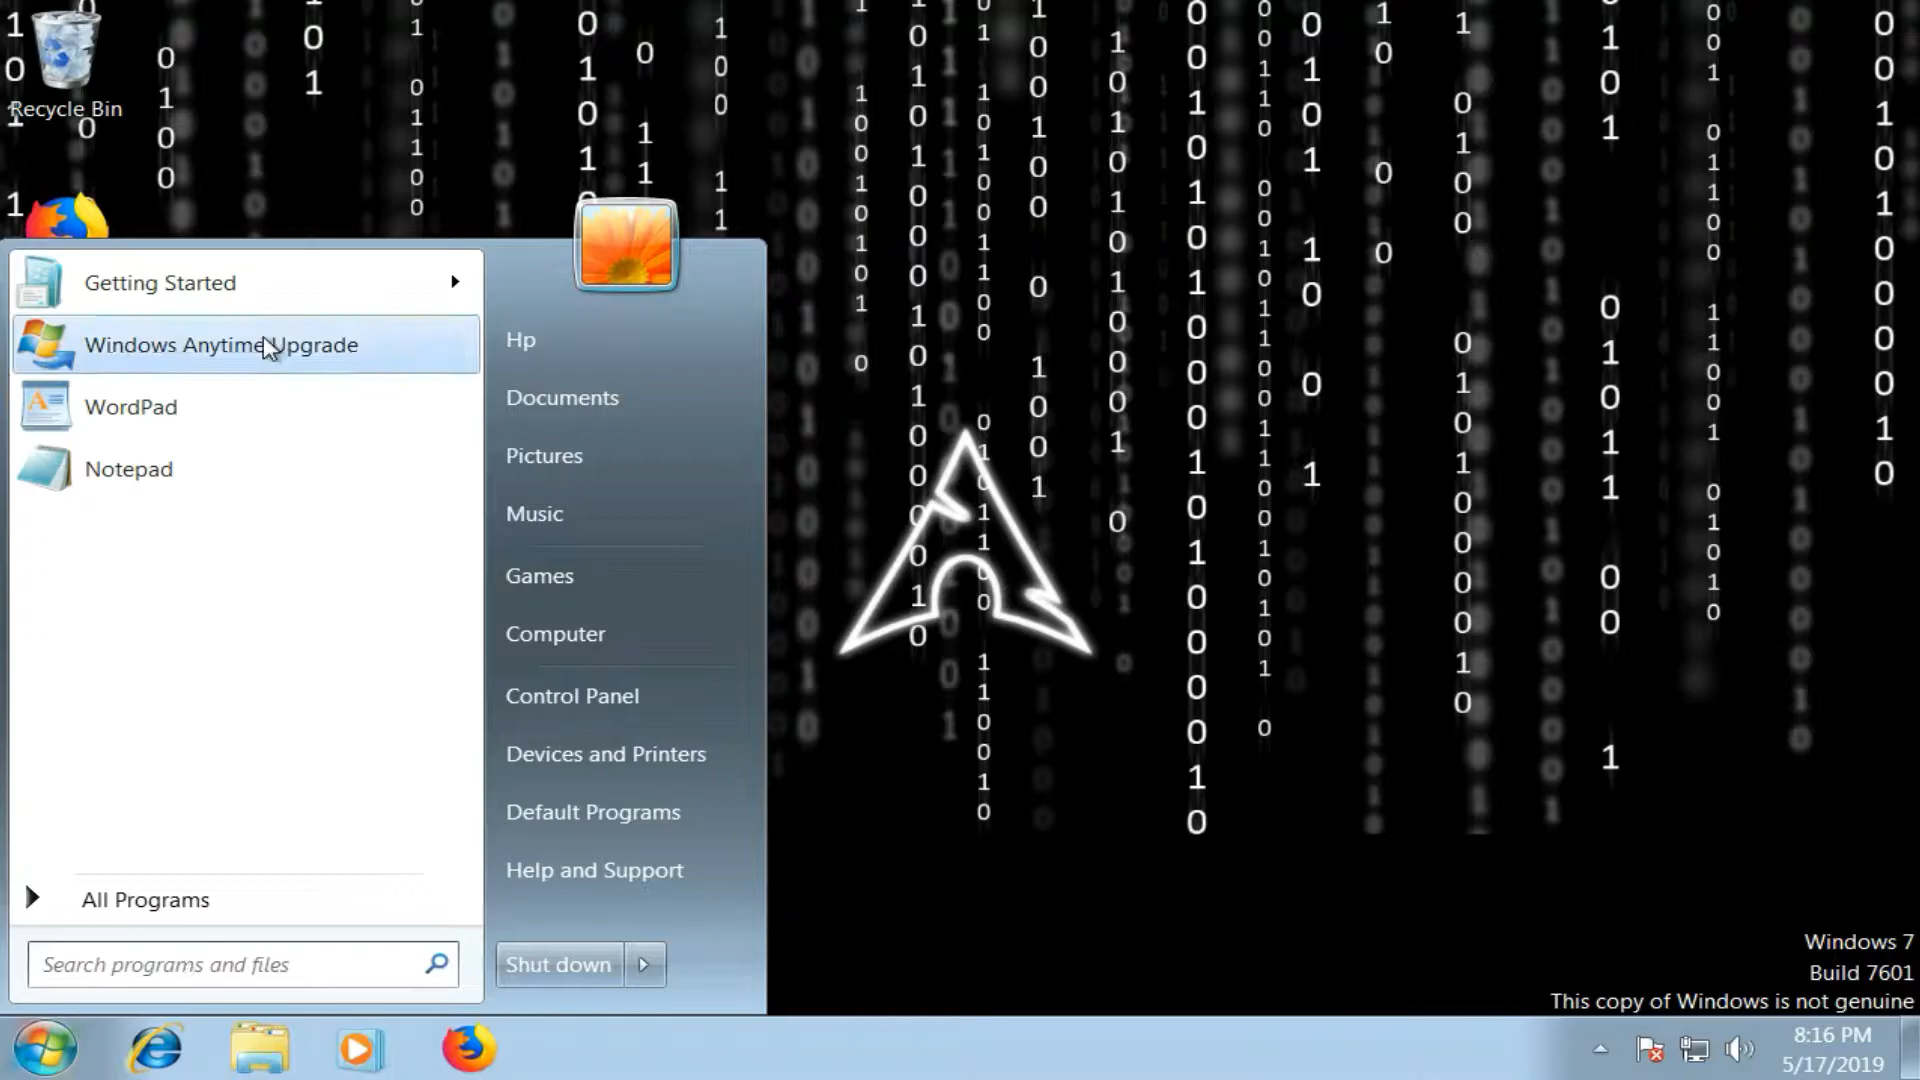 Recycle Bin
Getting Started
Windows Anytime Upgrade
WordPad
Notepad
All Programs
Search programs and files
Hp
Documents
Pictures
Music
Games
Computer
Control Panel
Devices and Printers
Default Programs
Help and Support
Shut down
Windows 7
Build 7601
This copy of Windows is not genuine
8:16 PM
5/17/2019